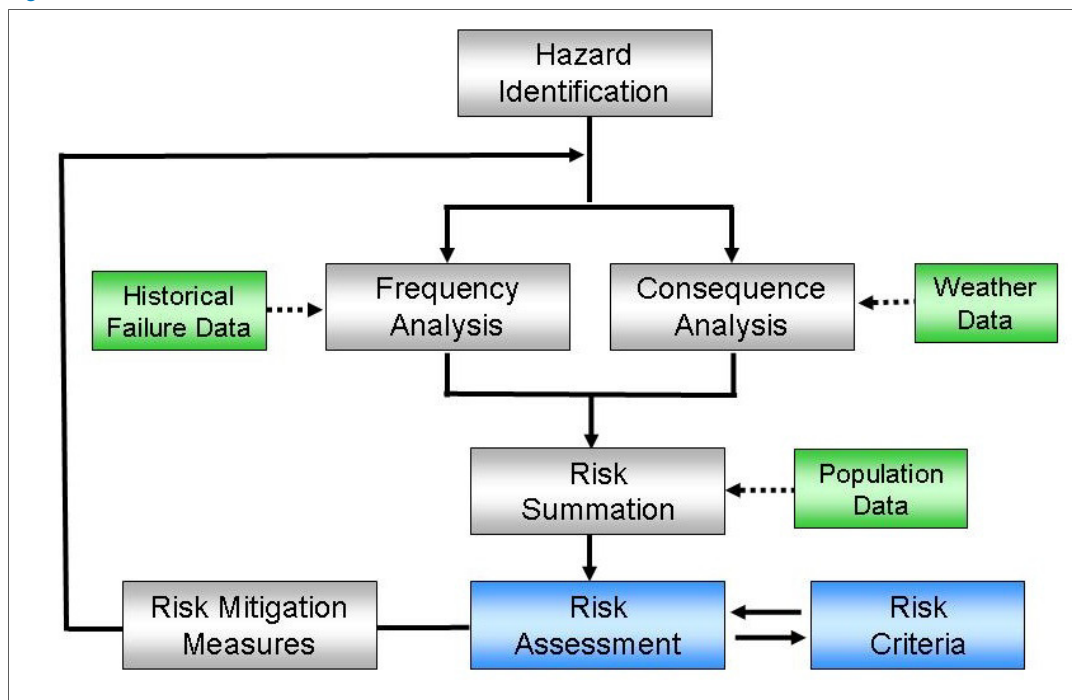 Hazard
Identification
Historical
Failure Data
Frequency
Analysis
Consequence
Analysis
Weather
Data
Risk
Summation
Population
Data
Risk Mitigation
Measures
Risk
Assessment
Risk
Criteria